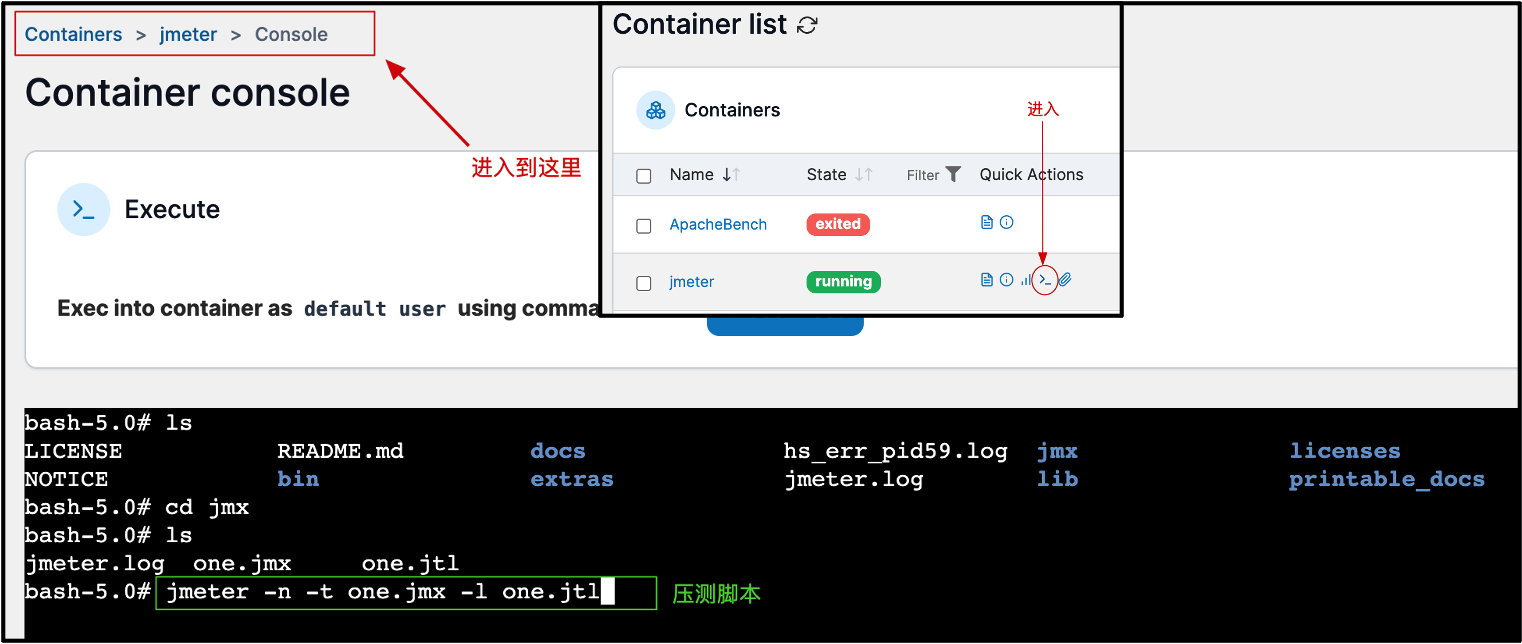 Containers > jmeter > Console
Container console
进入到这里
Execute
Exec into container as default user using comma
Container list
Containers
进入
Name State Filter Quick Actions
ApacheBench exited
jmeter running
bash-5.0# ls
LICENSE README.md docs hs_err_pid59.log jmx licenses
NOTICE bin extras jmeter.log lib printable_docs
bash-5.0# cd jmx
bash-5.0# ls
jmeter.log one.jmx one.jtl
bash-5.0# jmeter -n -t one.jmx -l one.jtl
压测脚本